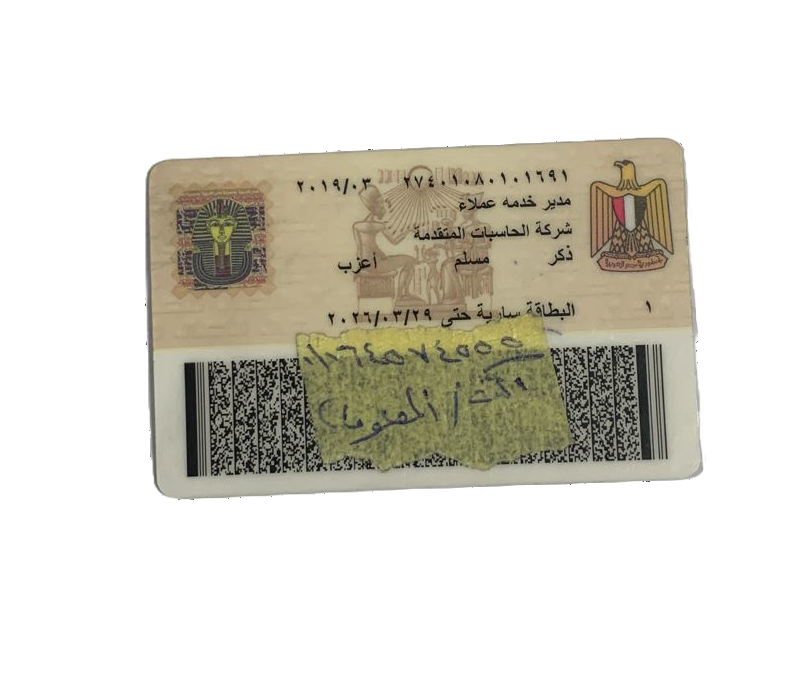 ٢٧٤٠١٠٨٠١٠١٦٩١ ٢٠١٩/٠٣
مدير خدمه عملاء
شركة الحاسبات المتقدمة
ذكر مسلم أعزب
١ البطاقة سارية حتى ٢٠٢٦/٠٣/٢٩